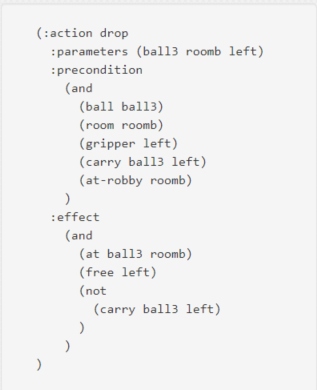 (:action drop
  :parameters (ball3 roomb left)
  :precondition
    (and
      (ball ball3)
      (room roomb)
      (gripper left)
      (carry ball3 left)
      (at-robby roomb)
    )
  :effect
    (and
      (at ball3 roomb)
      (free left)
      (not
        (carry ball3 left)
      )
    )
)